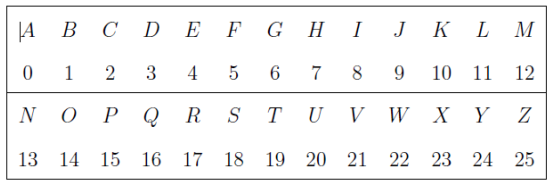 |A B C D E F G H I J K L M
0 1 2 3 4 5 6 7 8 9 10 11 12
N O P Q R S T U V W X Y Z
13 14 15 16 17 18 19 20 21 22 23 24 25